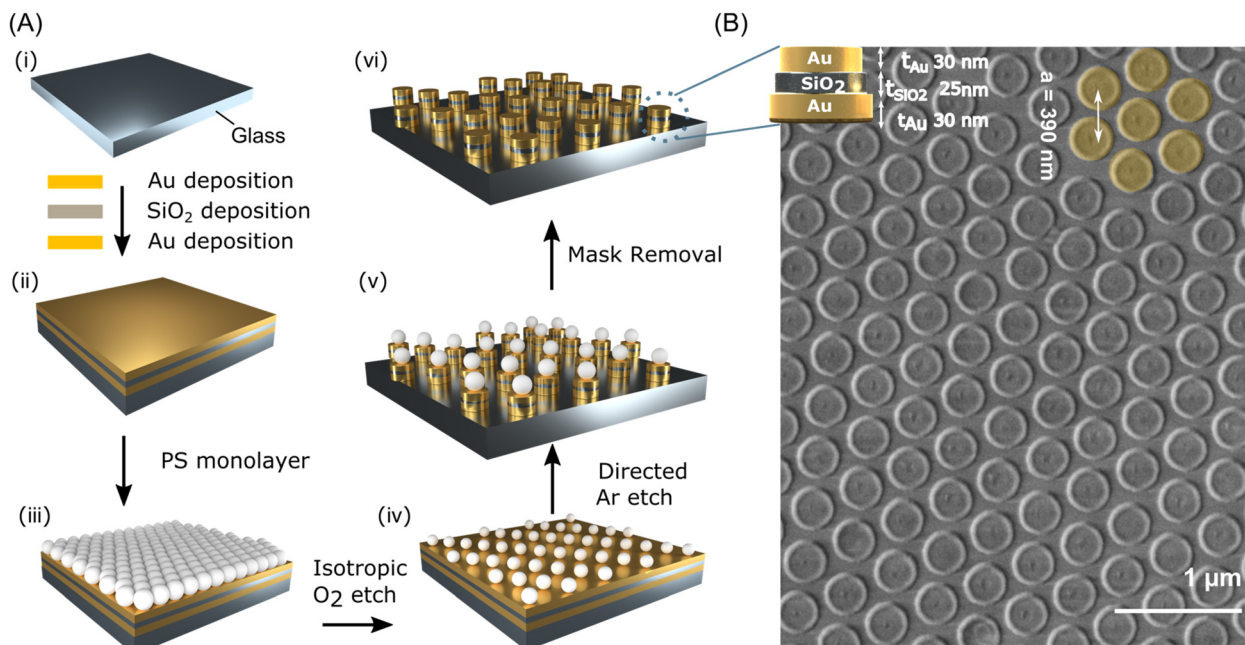 (A)
(i)
Glass
Au deposition
SiO₂ deposition
Au deposition
(ii)
PS monolayer
(iii)
Isotropic
O₂ etch
(iv)
Directed
Ar etch
(v)
Mask Removal
(vi)
(B)
Au
SiO₂
Au
tAu 30 nm
tSIO2 25nm
tAu 30 nm
a = 390 nm
1 µm